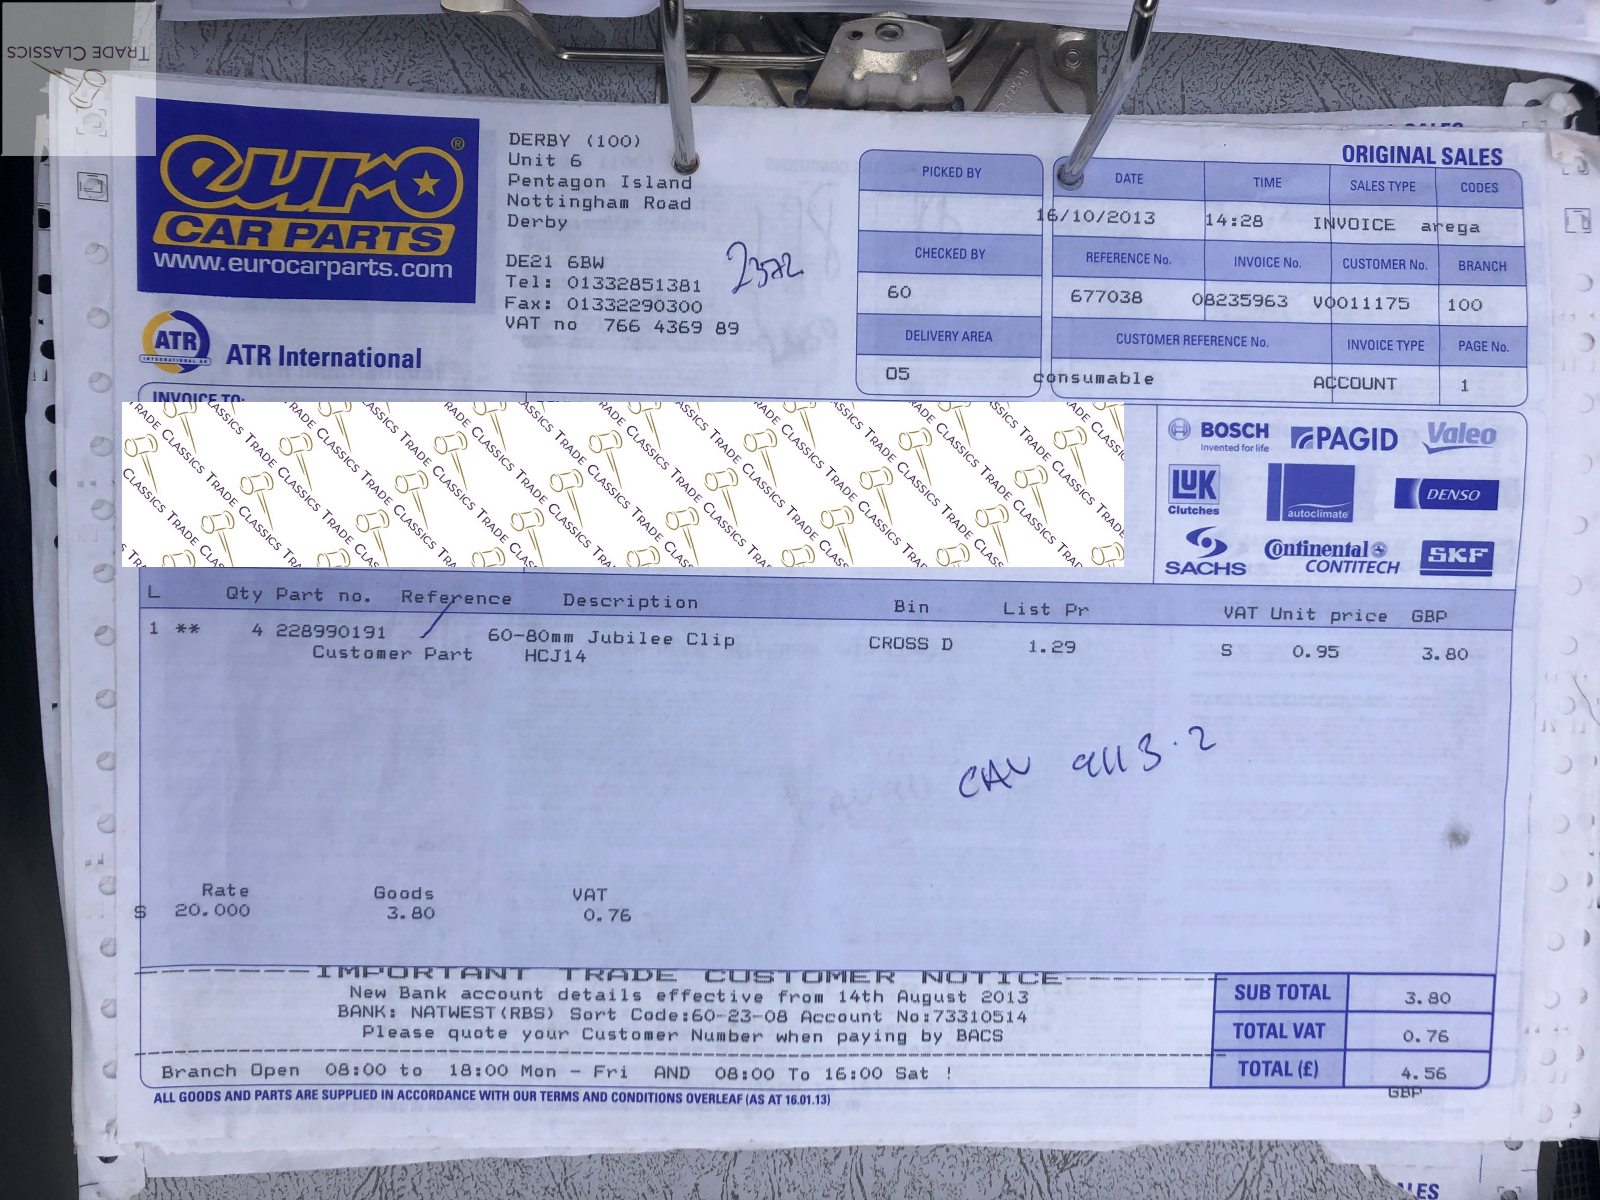 TRADE CLASSICS
euro®
CAR PARTS
www.eurocarparts.com
ATR
INTERNATIONAL
ATR International
DERBY (100)
Unit 6
Pentagon Island
Nottingham Road
Derby
DE21 6BW
Tel: 01332851381
Fax: 01332290300
VAT no 766 4369 89
2372
ORIGINAL SALES
PICKED BY
CHECKED BY
60
DELIVERY AREA
05
DATE TIME SALES TYPE CODES
16/10/2013 14:28 INVOICE arega
REFERENCE No. INVOICE No. CUSTOMER No. BRANCH
677038 08235963 V0011175 100
CUSTOMER REFERENCE No. INVOICE TYPE PAGE No.
consumable ACCOUNT 1
INVOICE TO:
TRADE CLASSICS
BOSCH
Invented for life
PAGID
Valeo
LUK
Clutches
autoclimate
DENSO
SACHS
Continental
CONTITECH
SKF
L Qty Part no. Reference Description Bin List Pr VAT Unit price GBP
1 ** 4 228990191 60-80mm Jubilee Clip CROSS D 1.29 S 0.95 3.80
Customer Part HCJ14
CAV 9113.2
Rate Goods VAT
S 20.000 3.80 0.76
IMPORTANT TRADE CUSTOMER NOTICE
New Bank account details effective from 14th August 2013
BANK: NATWEST(RBS) Sort Code:60-23-08 Account No:73310514
Please quote your Customer Number when paying by BACS
Branch Open 08:00 to 18:00 Mon - Fri AND 08:00 To 16:00 Sat !
SUB TOTAL 3.80
TOTAL VAT 0.76
TOTAL (£) 4.56
GBP
ALL GOODS AND PARTS ARE SUPPLIED IN ACCORDANCE WITH OUR TERMS AND CONDITIONS OVERLEAF (AS AT 16.01.13)